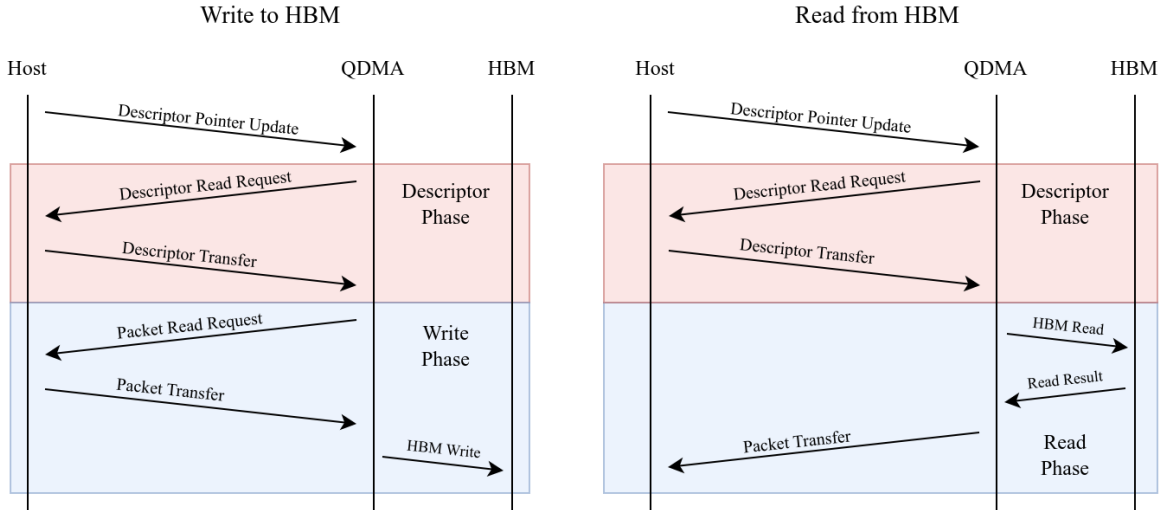 Write to HBM
Host
QDMA
HBM
Descriptor Pointer Update
Descriptor Read Request
Descriptor
Phase
Descriptor Transfer
Packet Read Request
Write
Phase
Packet Transfer
HBM Write
Read from HBM
Host
QDMA
HBM
Descriptor Pointer Update
Descriptor Read Request
Descriptor
Phase
Descriptor Transfer
HBM Read
Read Result
Packet Transfer
Read
Phase